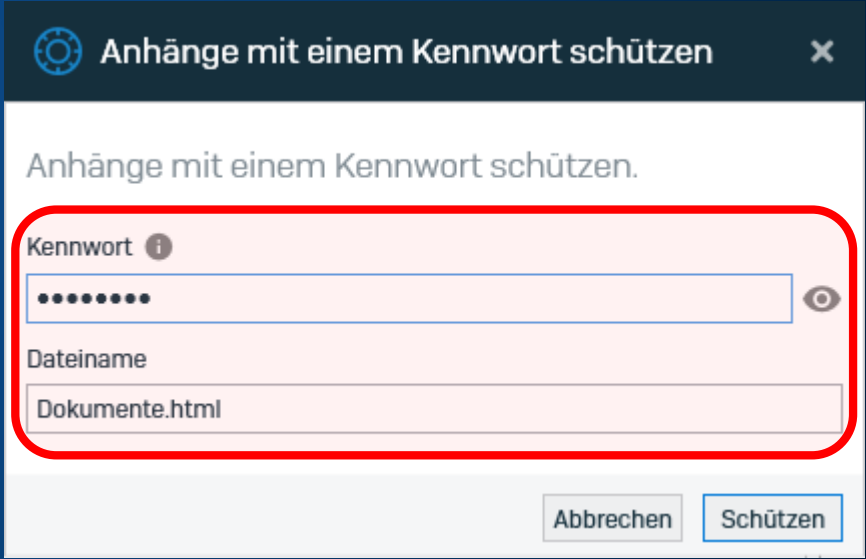 Anhänge mit einem Kennwort schützen
Anhänge mit einem Kennwort schützen.
Kennwort
••••••••
Dateiname
Dokumente.html
Abbrechen Schützen